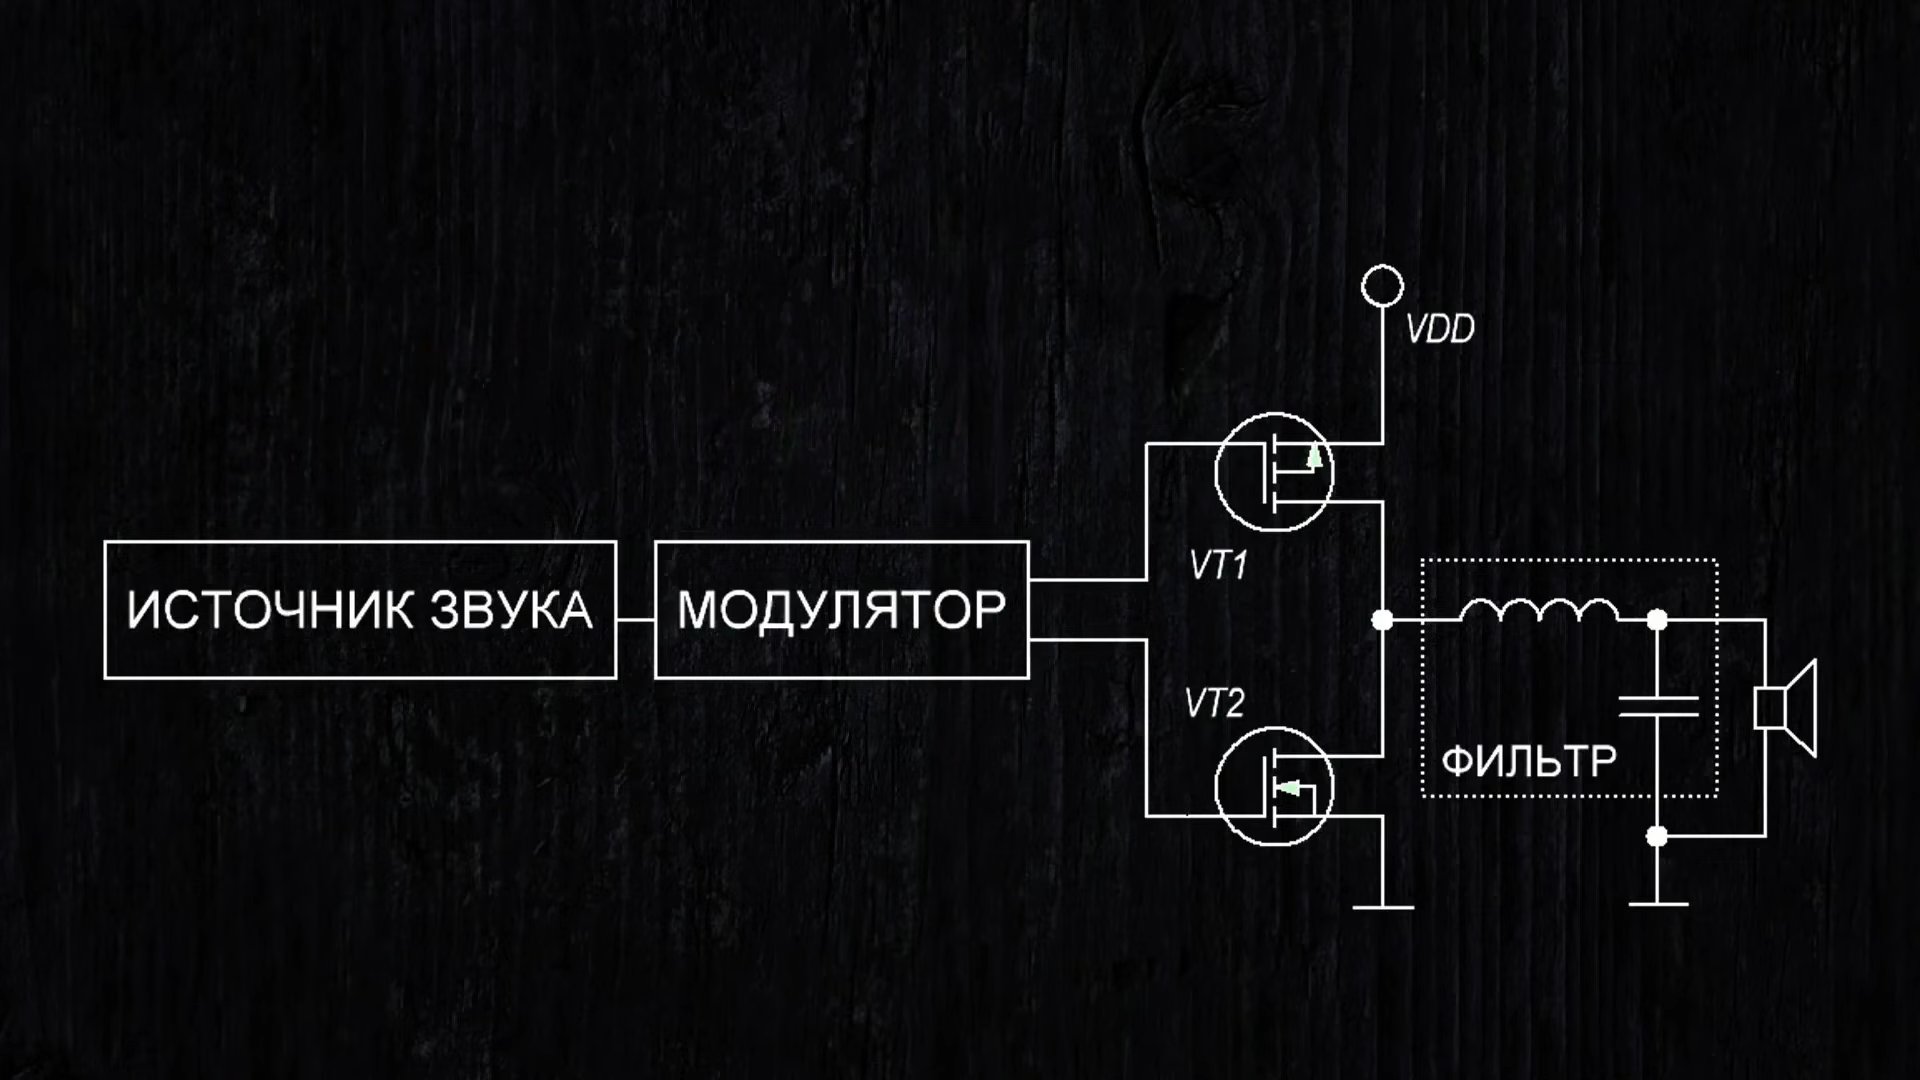 VDD
VT1
ИСТОЧНИК ЗВУКА
МОДУЛЯТОР
VT2
ФИЛЬТР